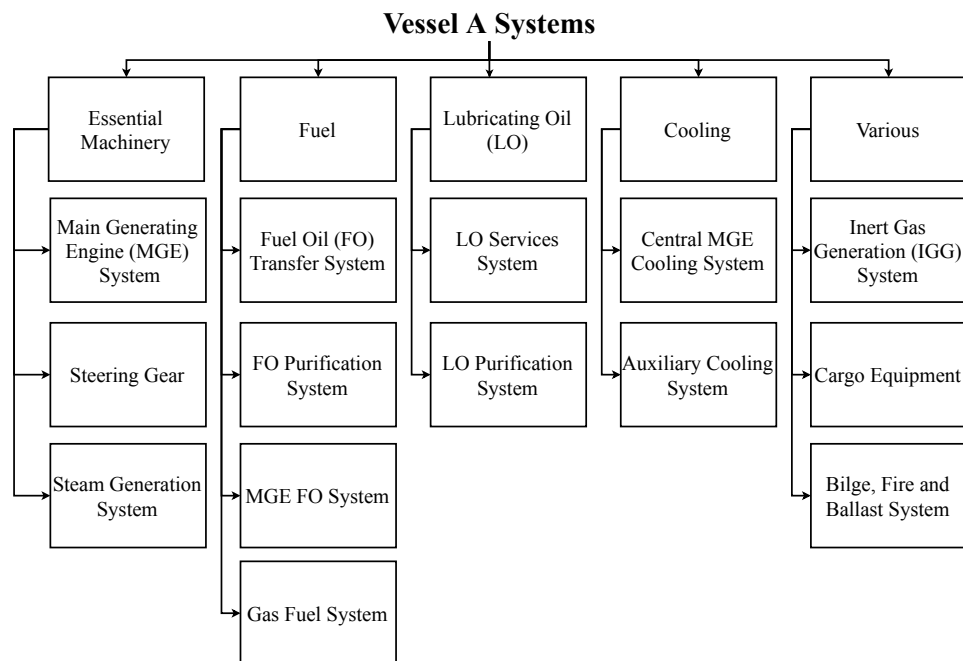 Vessel A Systems
Essential
Machinery
Fuel
Lubricating Oil
(LO)
Cooling
Various
Main Generating
Engine (MGE)
System
Fuel Oil (FO)
Transfer System
LO Services
System
Central MGE
Cooling System
Inert Gas
Generation (IGG)
System
Steering Gear
FO Purification
System
LO Purification
System
Auxiliary Cooling
System
Cargo Equipment
Steam Generation
System
MGE FO System
Bilge, Fire and
Ballast System
Gas Fuel System